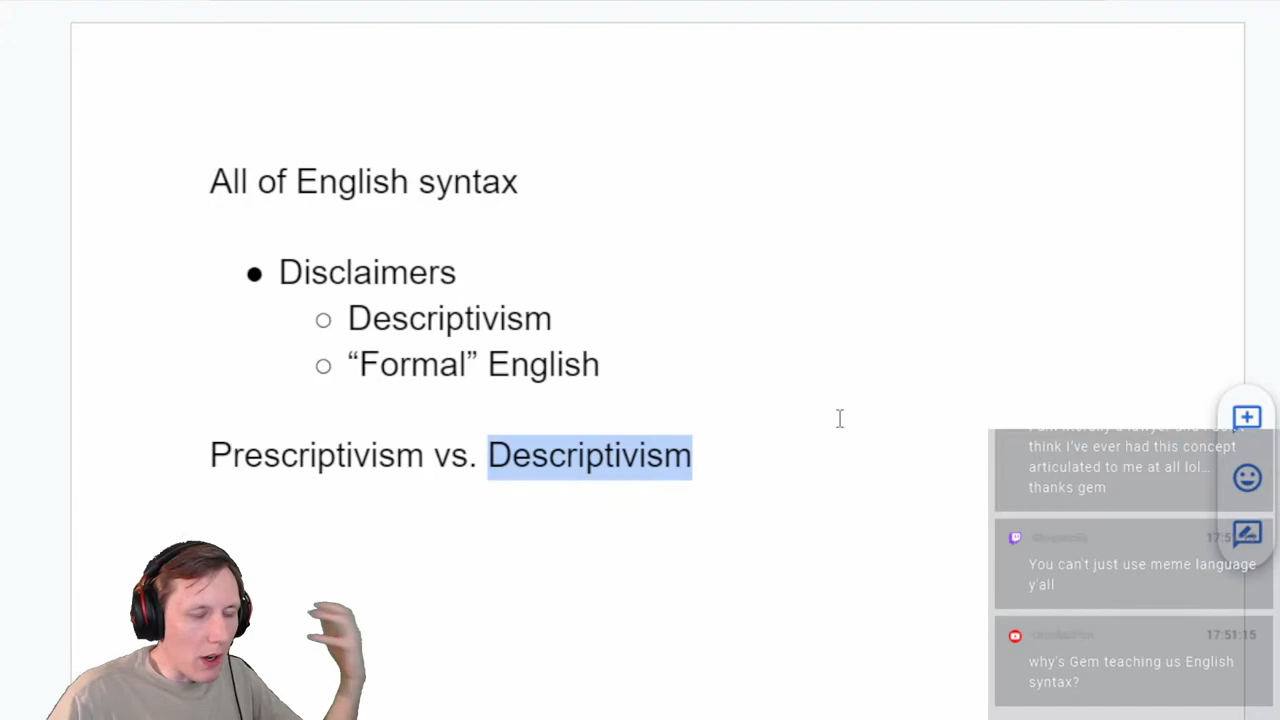 All of English syntax
● Disclaimers
○ Descriptivism
○ “Formal” English
Prescriptivism vs. Descriptivism
think I've ever had this concept
articulated to me at all lol...
thanks gem
You can't just use meme language
y'all
17:51:15
why's Gem teaching us English
syntax?